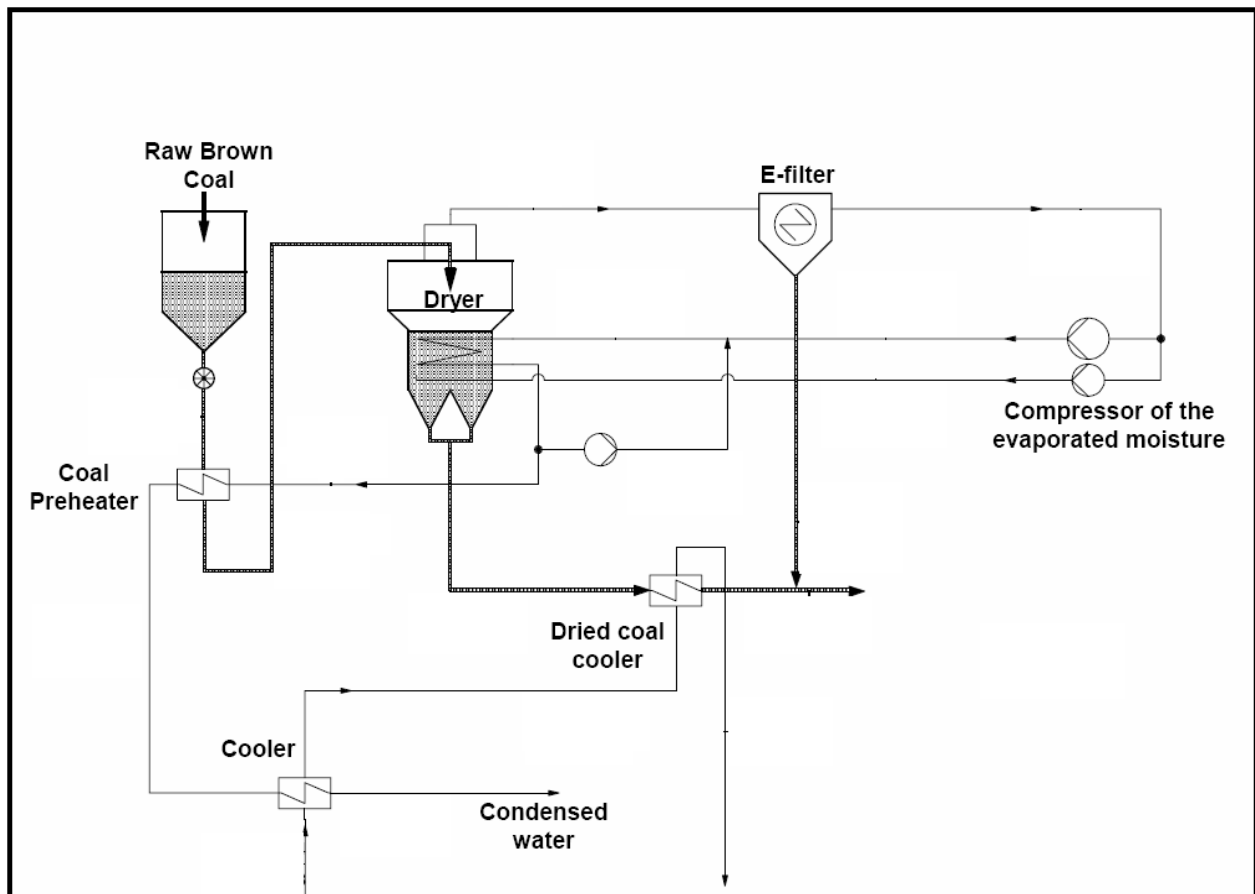 Raw Brown
Coal
E-filter
Dryer
Compressor of the
evaporated moisture
Coal
Preheater
Dried coal
cooler
Cooler
Condensed
water